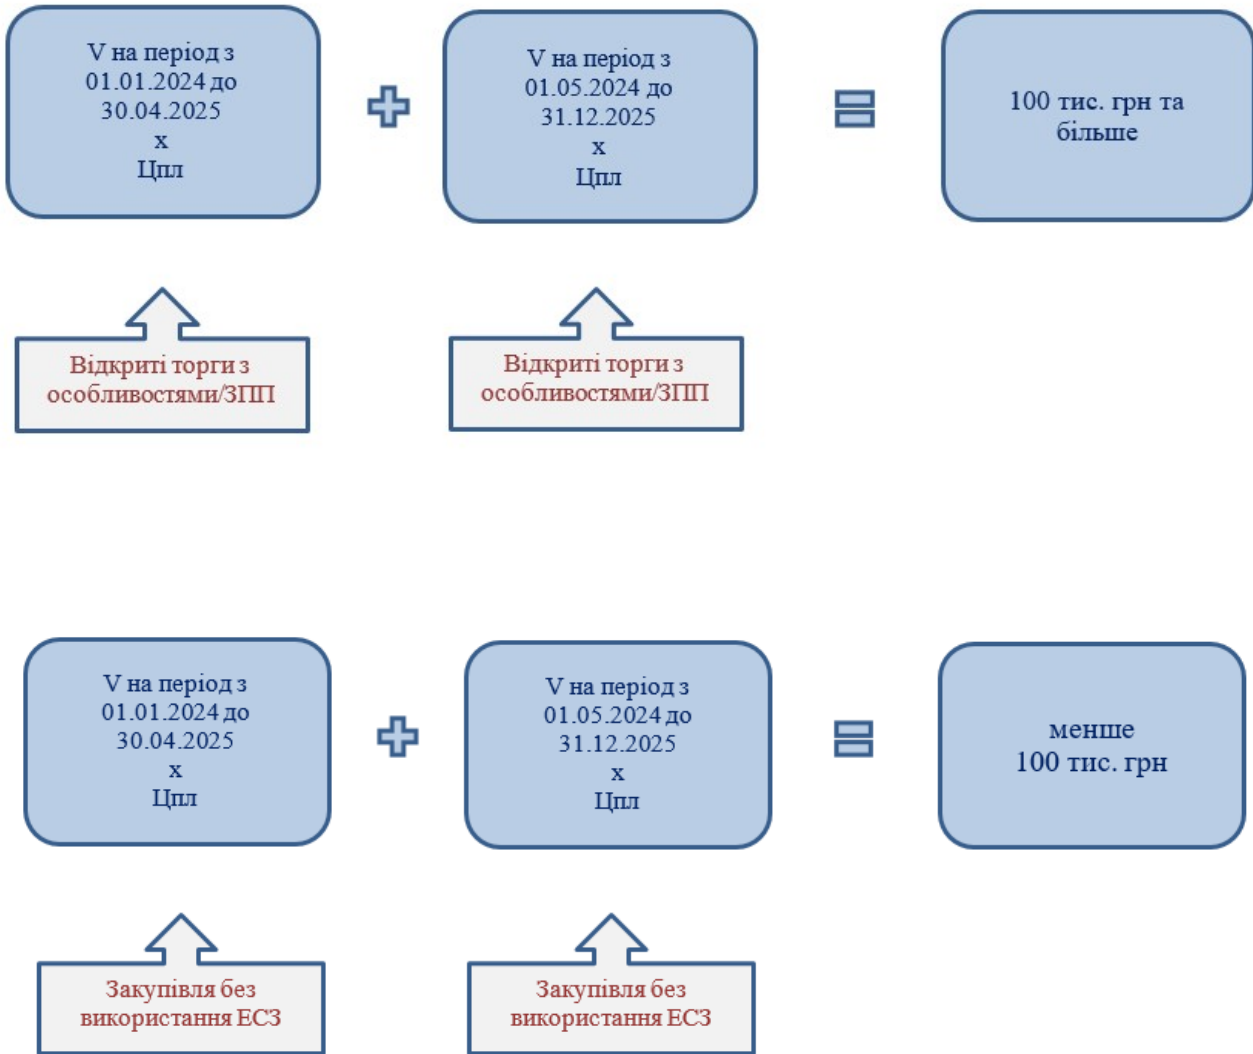 V на період з
01.01.2024 до
30.04.2025
х
Цпл
V на період з
01.05.2024 до
31.12.2025
х
Цпл
100 тис. грн та
більше
Відкриті торги з
особливостями/ЗПП
Відкриті торги з
особливостями/ЗПП
V на період з
01.01.2024 до
30.04.2025
х
Цпл
V на період з
01.05.2024 до
31.12.2025
х
Цпл
менше
100 тис. грн
Закупівля без
використання ЕСЗ
Закупівля без
використання ЕСЗ